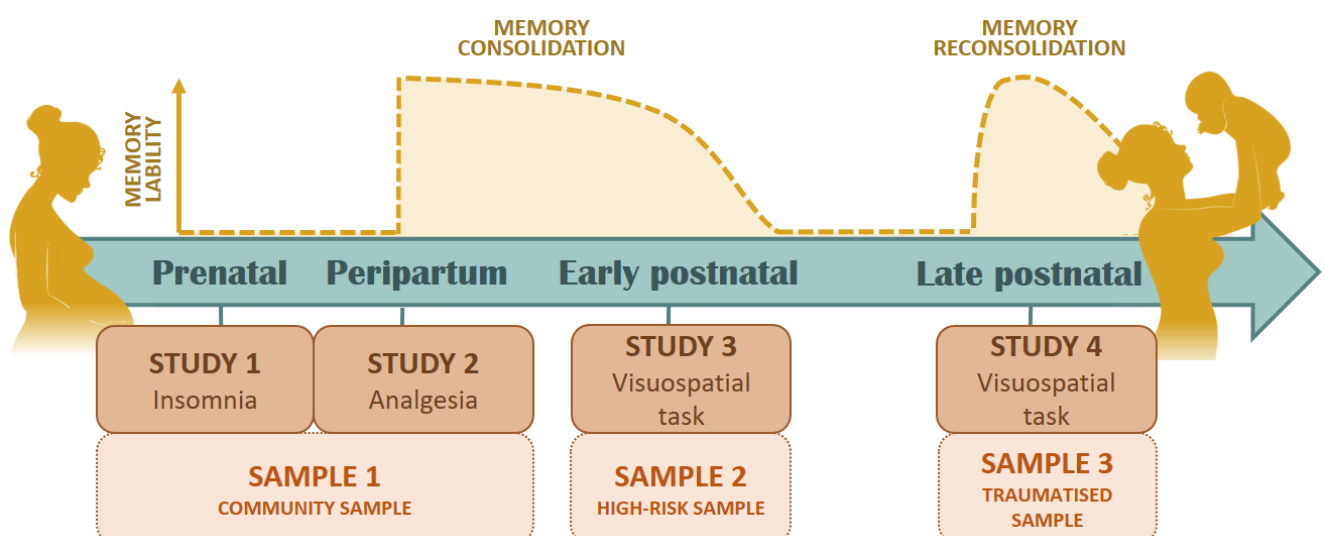 MEMORY
CONSOLIDATION
MEMORY
RECONSOLIDATION
MEMORY
LABILITY
Prenatal
Peripartum
Early postnatal
Late postnatal
STUDY 1
Insomnia
STUDY 2
Analgesia
STUDY 3
Visuospatial
task
STUDY 4
Visuospatial
task
SAMPLE 1
COMMUNITY SAMPLE
SAMPLE 2
HIGH-RISK SAMPLE
SAMPLE 3
TRAUMATISED
SAMPLE